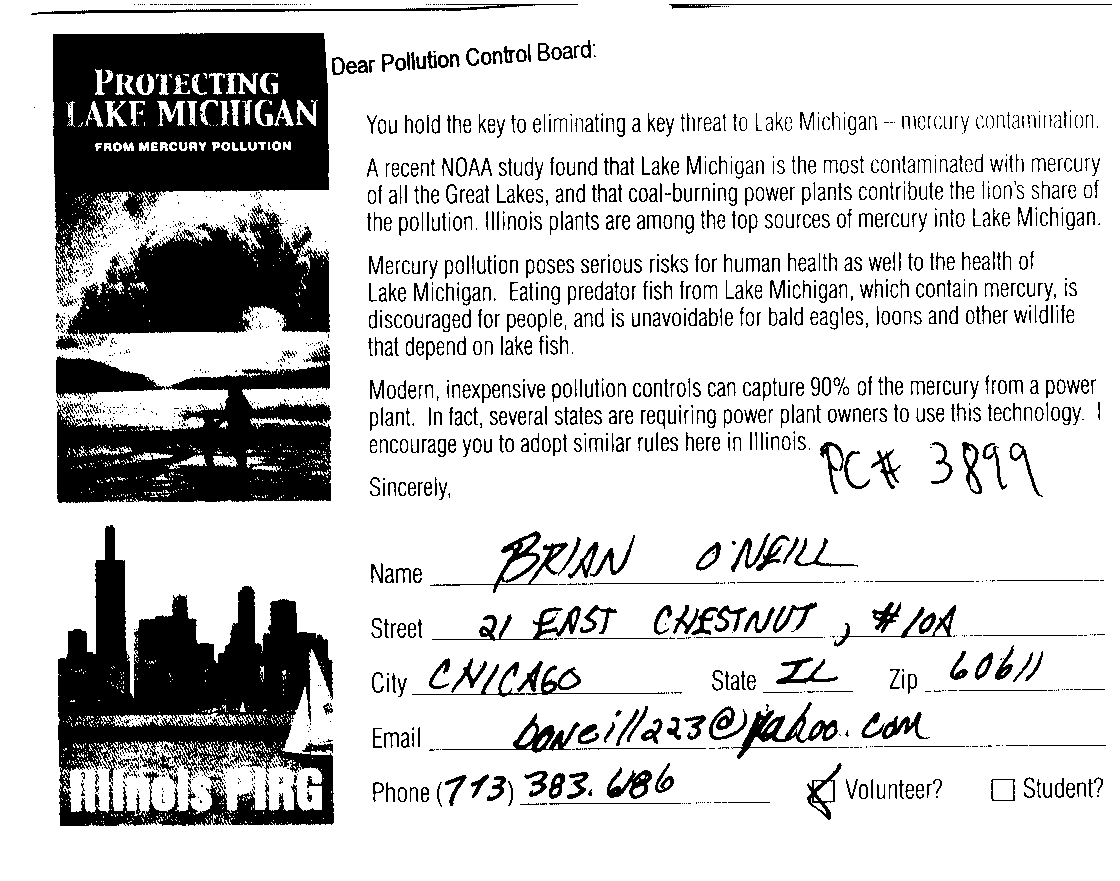 PROTECTING
LAKE MICHIGAN
FROM MERCURY POLLUTION
Dear Pollution Control Board:
You hold the key to eliminating a key threat to Lake Michigan – mercury contamination.
A recent NOAA study found that Lake Michigan is the most contaminated with mercury
of all the Great Lakes, and that coal-burning power plants contribute the lion's share of
the pollution. Illinois plants are among the top sources of mercury into Lake Michigan.
Mercury pollution poses serious risks for human health as well to the health of
Lake Michigan. Eating predator fish from Lake Michigan, which contain mercury, is
discouraged for people, and is unavoidable for bald eagles, loons and other wildlife
that depend on lake fish.
Modern, inexpensive pollution controls can capture 90% of the mercury from a power
plant. In fact, several states are requiring power plant owners to use this technology. I
encourage you to adopt similar rules here in Illinois.
PC# 3899
Sincerely,
Name BRIAN O'NEILL
Street 21 EAST CHESTNUT, #10A
City CHICAGO State IL Zip 60611
Email boneill223@yahoo.com
Phone (773) 383.6186
Volunteer? Student?
Illinois PIRG